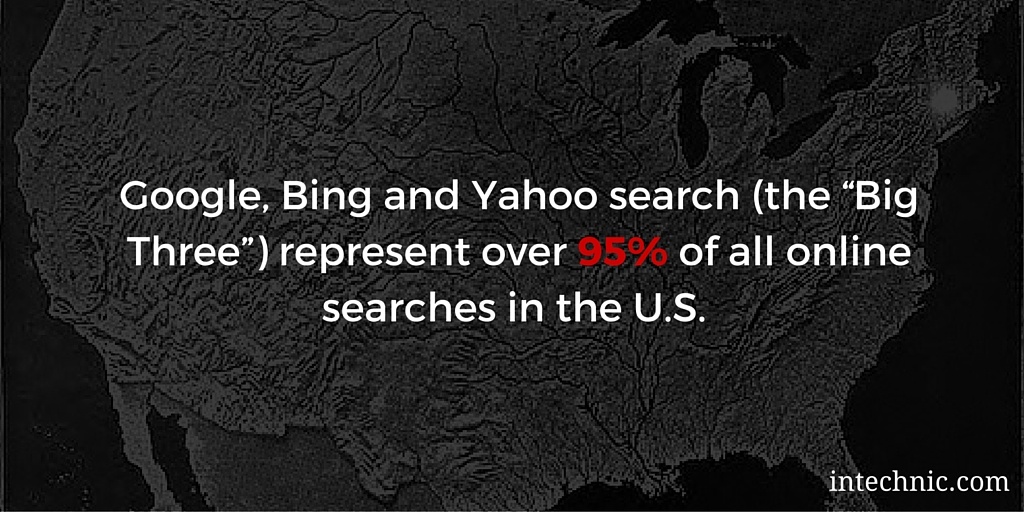 Google, Bing and Yahoo search (the “Big
Three”) represent over 95% of all online
searches in the U.S.
intechnic.com